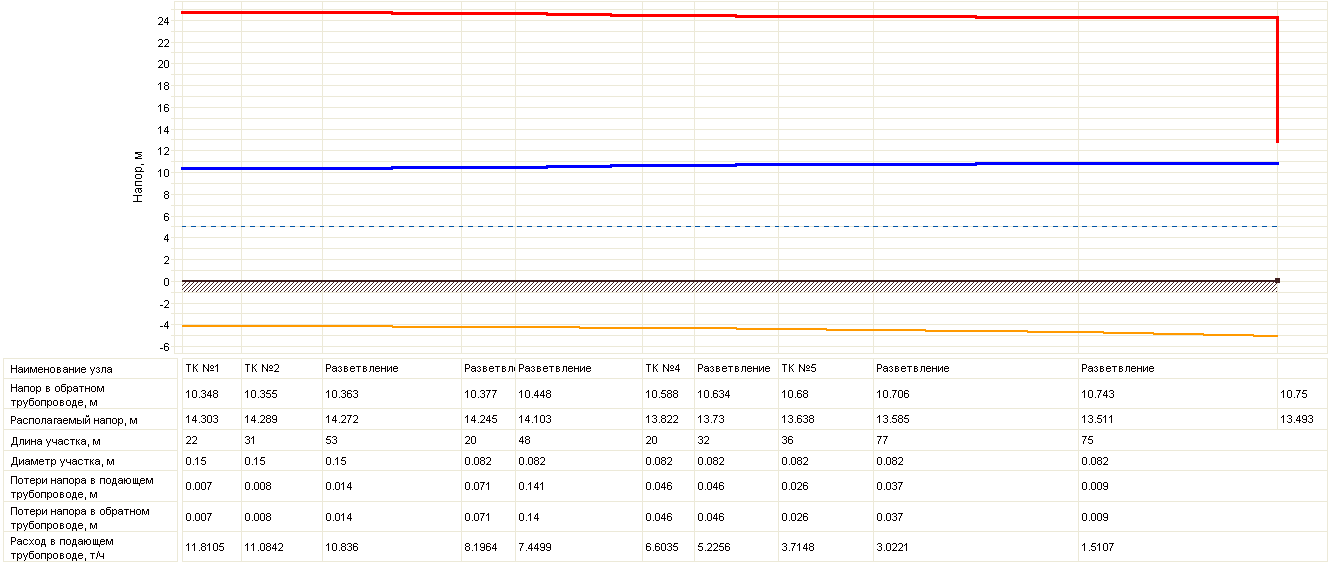 24
22
20
18
16
14
12
10
8
6
4
2
0
-2
-4
-6
Напор, м
Наименование узла ТК №1 ТК №2 Разветвление Разветвл Разветвление ТК №4 Разветвление ТК №5 Разветвление Разветвление
Напор в обратном
трубопроводе, м 10.348 10.355 10.363 10.377 10.448 10.588 10.634 10.68 10.706 10.743 10.75
Располагаемый напор, м 14.303 14.289 14.272 14.245 14.103 13.822 13.73 13.638 13.585 13.511 13.493
Длина участка, м 22 31 53 20 48 20 32 36 77 75
Диаметр участка, м 0.15 0.15 0.15 0.082 0.082 0.082 0.082 0.082 0.082 0.082
Потери напора в подающем
трубопроводе, м 0.007 0.008 0.014 0.071 0.141 0.046 0.046 0.026 0.037 0.009
Потери напора в обратном
трубопроводе, м 0.007 0.008 0.014 0.071 0.14 0.046 0.046 0.026 0.037 0.009
Расход в подающем
трубопроводе, т/ч 11.8105 11.0842 10.836 8.1964 7.4499 6.6035 5.2256 3.7148 3.0221 1.5107